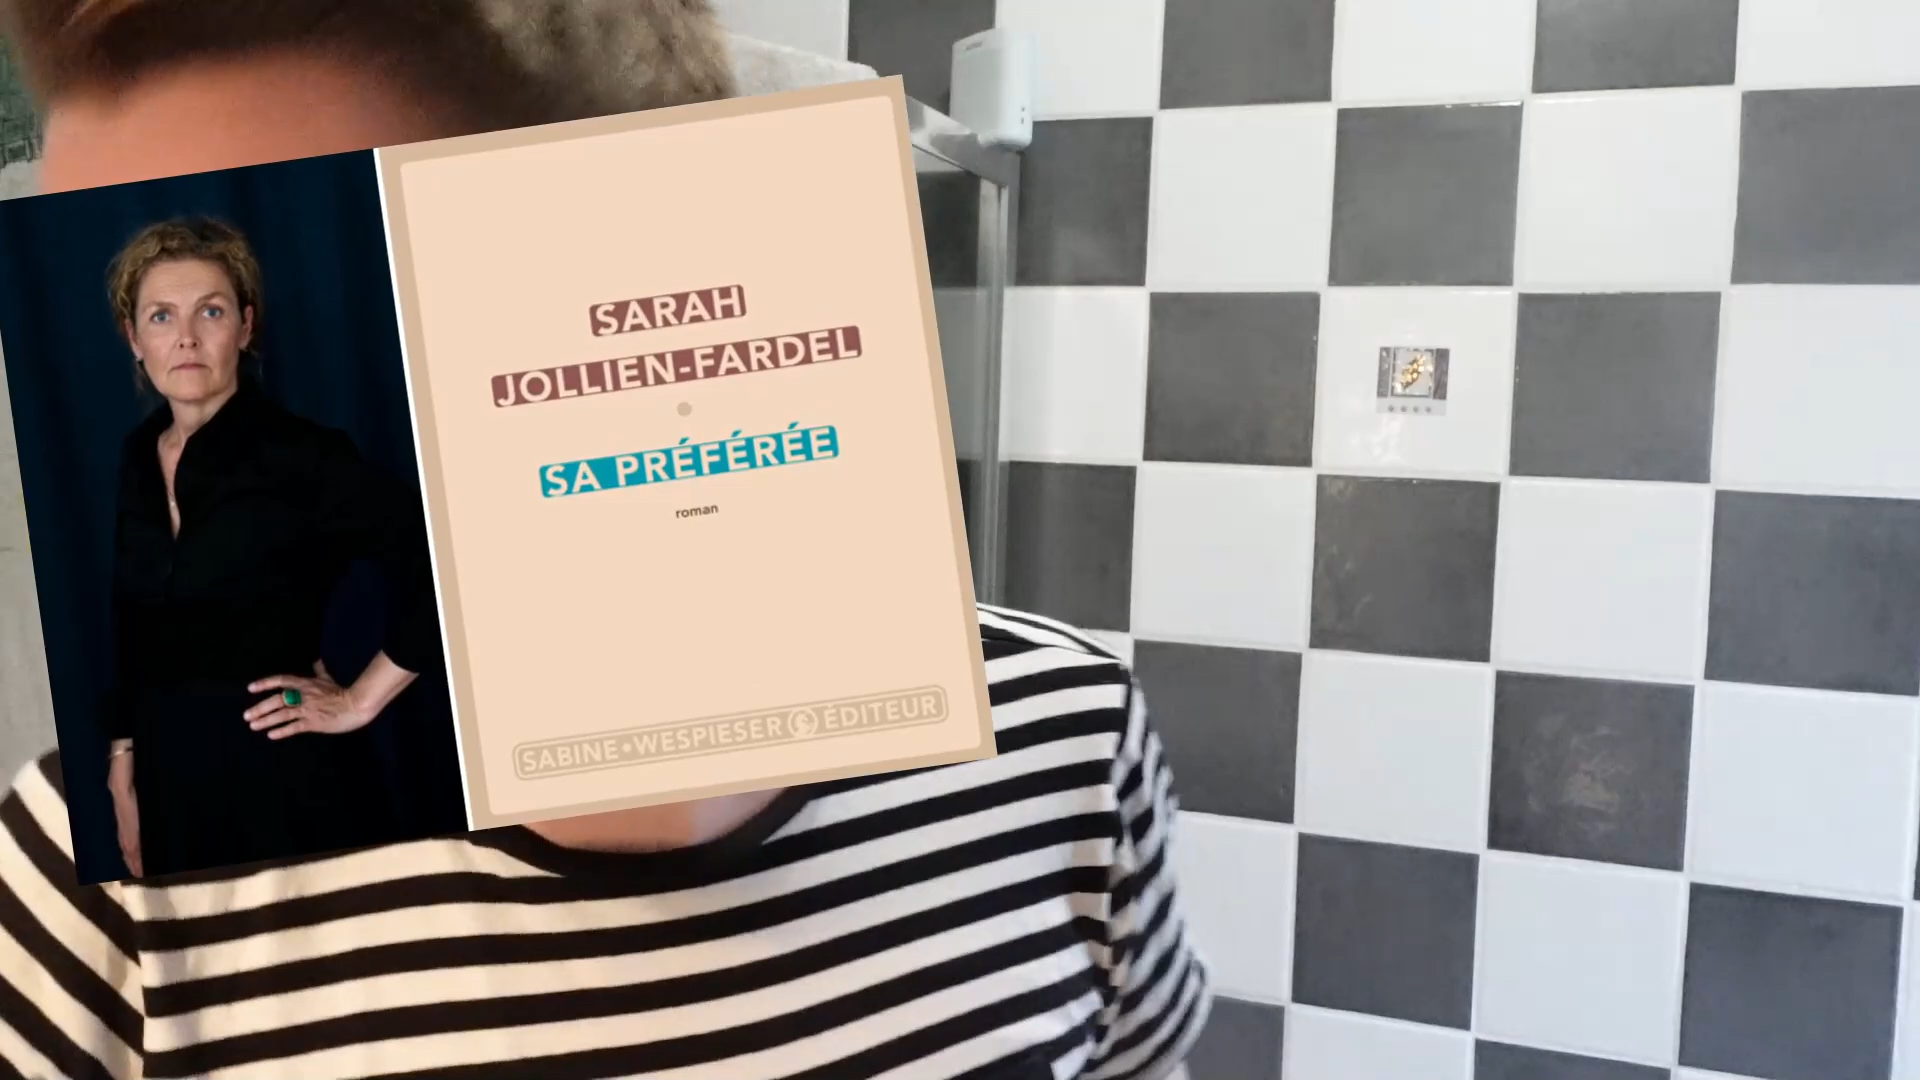 SARAH
JOLLIEN-FARDEL
SA PRÉFÉRÉE
roman
SABINE•WESPIESER ÉDITEUR